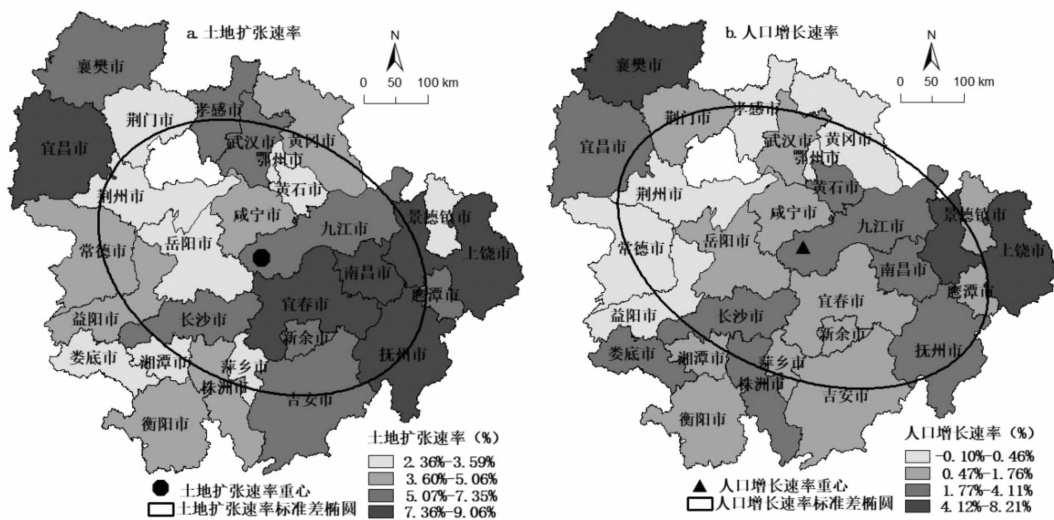 a. 土地扩张速率
N
0 50 100 km
襄樊市
荆门市
孝感市
宜昌市
武汉市
黄冈市
鄂州市
黄石市
荆州市
咸宁市
景德镇市
九江市
岳阳市
常德市
上饶市
南昌市
鹰潭市
宜春市
益阳市
长沙市
新余市
娄底市
湘潭市
萍乡市
抚州市
株洲市
吉安市
衡阳市
土地扩张速率（%）
2.36%-3.59%
3.60%-5.06%
5.07%-7.35%
7.36%-9.06%
土地扩张速率重心
土地扩张速率标准差椭圆
b. 人口增长速率
N
0 50 100 km
襄樊市
荆门市
孝感市
宜昌市
武汉市
黄冈市
鄂州市
黄石市
荆州市
咸宁市
景德镇市
九江市
岳阳市
常德市
上饶市
南昌市
鹰潭市
宜春市
益阳市
长沙市
新余市
娄底市
湘潭市
萍乡市
抚州市
株洲市
吉安市
衡阳市
人口增长速率（%）
-0.10%-0.46%
0.47%-1.76%
1.77%-4.11%
4.12%-8.21%
人口增长速率重心
人口增长速率标准差椭圆